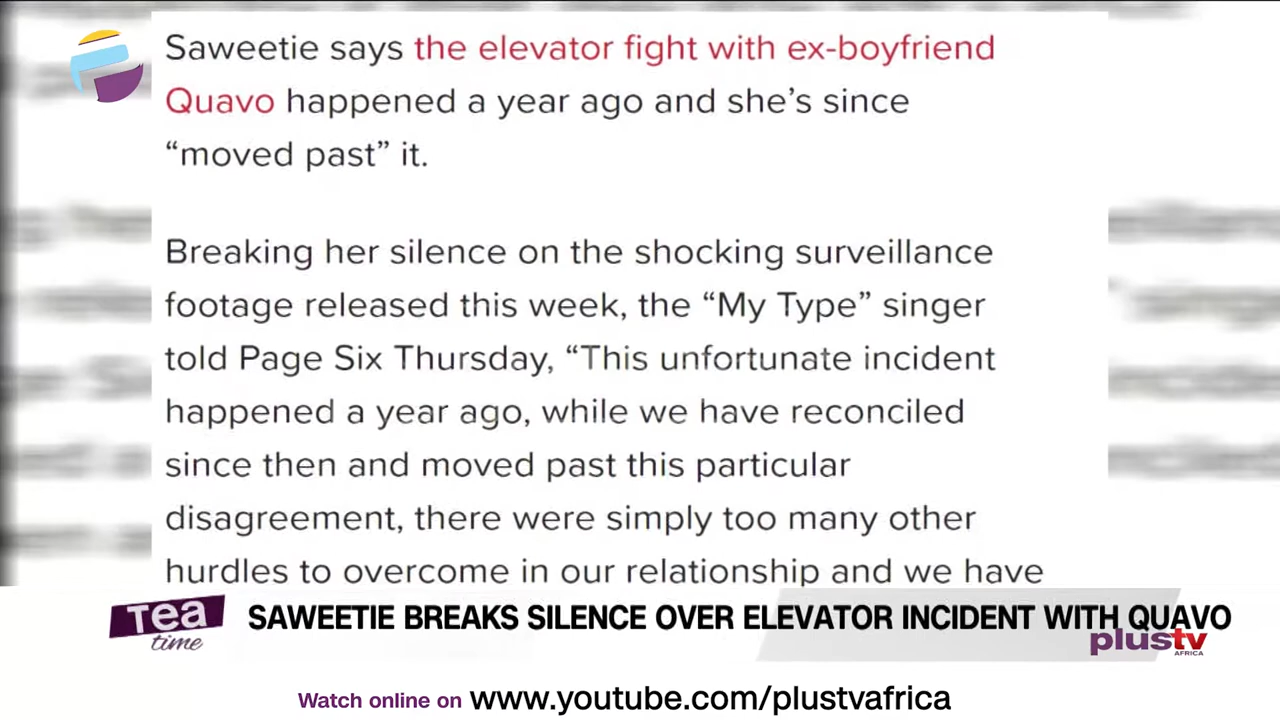 Saweetie says the elevator fight with ex-boyfriend
Quavo happened a year ago and she’s since
“moved past” it.
Breaking her silence on the shocking surveillance
footage released this week, the “My Type” singer
told Page Six Thursday, “This unfortunate incident
happened a year ago, while we have reconciled
since then and moved past this particular
disagreement, there were simply too many other
hurdles to overcome in our relationship and we have
Tea
time
SAWEETIE BREAKS SILENCE OVER ELEVATOR INCIDENT WITH QUAVO
plustv
AFRICA
Watch online on www.youtube.com/plustvafrica